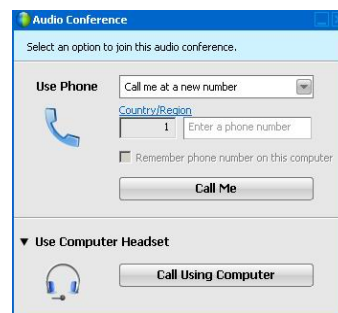 Audio Conference
Select an option to join this audio conference.
Use Phone
Call me at a new number
Country/Region
1 Enter a phone number
Remember phone number on this computer
Call Me
▼ Use Computer Headset
Call Using Computer